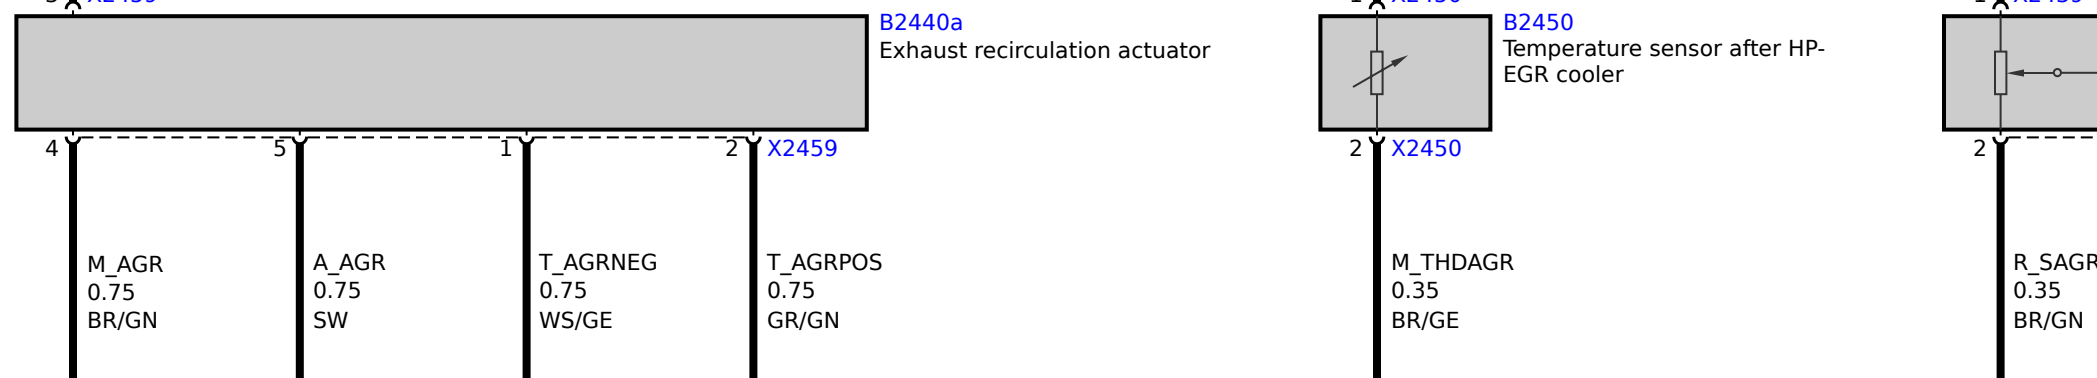 B2440a
Exhaust recirculation actuator
B2450
Temperature sensor after HP-
EGR cooler
4
5
1
2
X2459
2
X2450
2
M_AGR
0.75
BR/GN
A_AGR
0.75
SW
T_AGRNEG
0.75
WS/GE
T_AGRPOS
0.75
GR/GN
M_THDAGR
0.35
BR/GE
R_SAGR
0.35
BR/GN